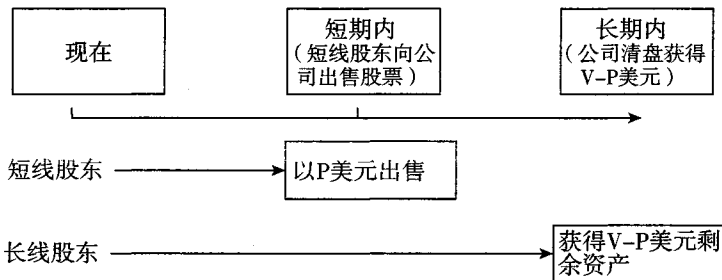 现在
短期内
（短线股东向公
司出售股票）
长期内
（公司清盘获得
V-P美元）
短线股东
以P美元出售
长线股东
获得V-P美元剩
余资产